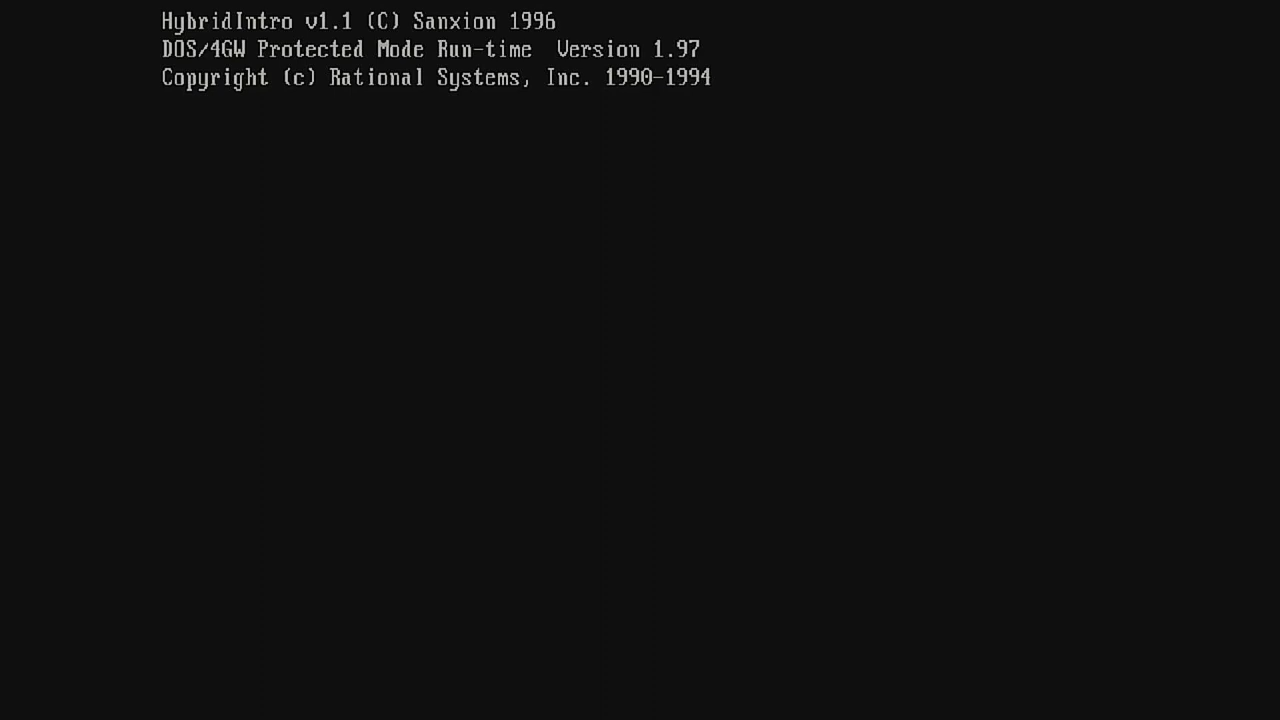 HybridIntro v1.1 (C) Sanxion 1996
DOS/4GW Protected Mode Run-time  Version 1.97
Copyright (c) Rational Systems, Inc. 1990-1994